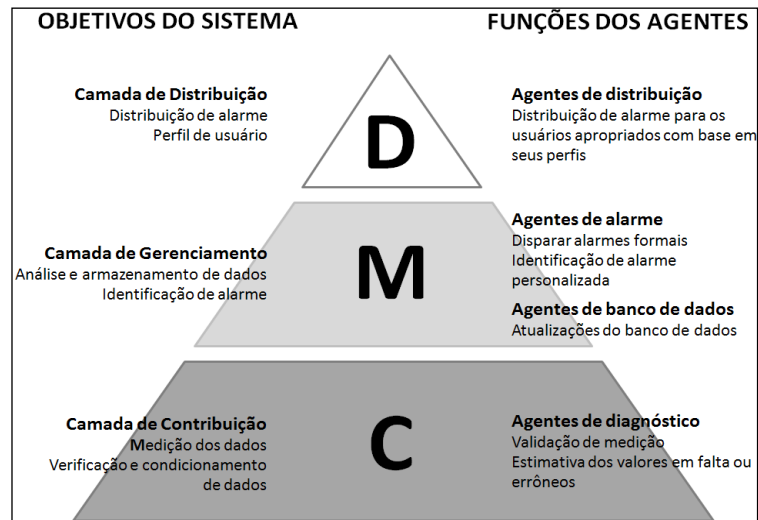 OBJETIVOS DO SISTEMA
FUNÇÕES DOS AGENTES
Camada de Distribuição
Distribuição de alarme
Perfil de usuário
D
Agentes de distribuição
Distribuição de alarme para os
usuários apropriados com base em
seus perfis
Camada de Gerenciamento
Análise e armazenamento de dados
Identificação de alarme
M
Agentes de alarme
Disparar alarmes formais
Identificação de alarme
personalizada
Agentes de banco de dados
Atualizações do banco de dados
Camada de Contribuição
Medição dos dados
Verificação e condicionamento
de dados
C
Agentes de diagnóstico
Validação de medição
Estimativa dos valores em falta ou
errôneos